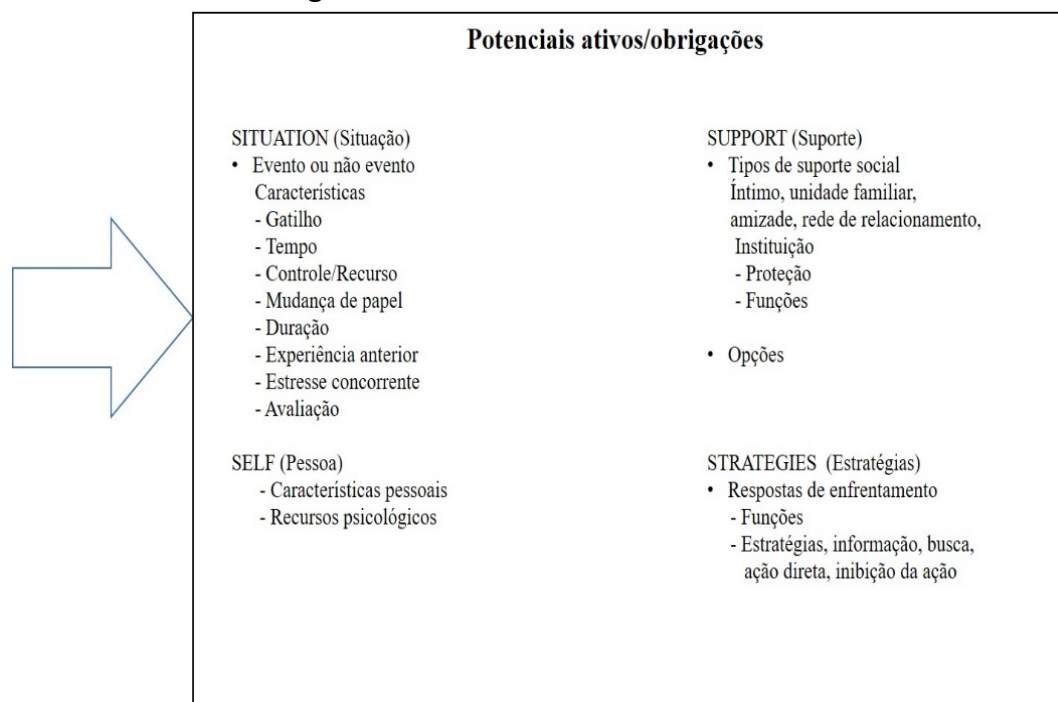 Potenciais ativos/obrigações
SITUATION (Situação)
• Evento ou não evento
Características
- Gatilho
- Tempo
- Controle/Recurso
- Mudança de papel
- Duração
- Experiência anterior
- Estresse concorrente
- Avaliação
SUPPORT (Suporte)
• Tipos de suporte social
Íntimo, unidade familiar,
amizade, rede de relacionamento,
Instituição
- Proteção
- Funções
• Opções
SELF (Pessoa)
- Características pessoais
- Recursos psicológicos
STRATEGIES (Estratégias)
• Respostas de enfrentamento
- Funções
- Estratégias, informação, busca,
ação direta, inibição da ação